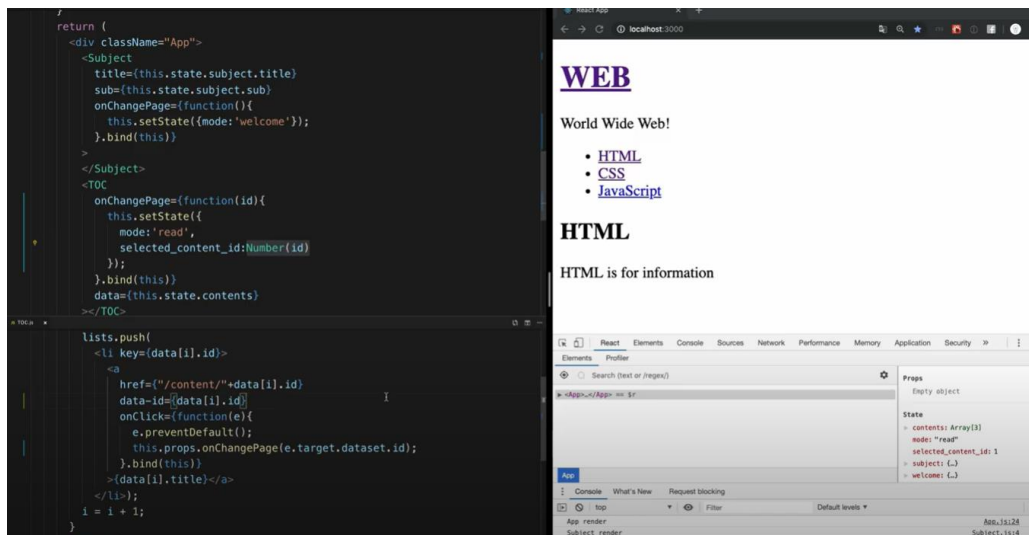 }
return (
<div className="App">
<Subject
title={this.state.subject.title}
sub={this.state.subject.sub}
onChangePage={function(){
this.setState({mode:'welcome'});
}.bind(this)}
>
</Subject>
<TOC
onChangePage={function(id){
this.setState({
mode:'read',
selected_content_id:Number(id)
});
}.bind(this)}
data={this.state.contents}
></TOC>
TOC.js
lists.push(
<li key={data[i].id}>
<a
href={"/content/"+data[i].id}
data-id={data[i].id}
onClick={function(e){
e.preventDefault();
this.props.onChangePage(e.target.dataset.id);
}.bind(this)}
>{data[i].title}</a>
</li>);
i = i + 1;
}
React App
localhost:3000
WEB
World Wide Web!
• HTML
• CSS
• JavaScript
HTML
HTML is for information
React Elements Console Sources Network Performance Memory Application Security »
Elements Profiler
Search (text or /regex/)
▶ <App>…</App> == $r
App
Props
Empty object
State
contents: Array[3]
mode: "read"
selected_content_id: 1
subject: {…}
welcome: {…}
Console What's New Request blocking
top Filter Default levels ▼
App render App.js:24
Subject render Subject.js:4